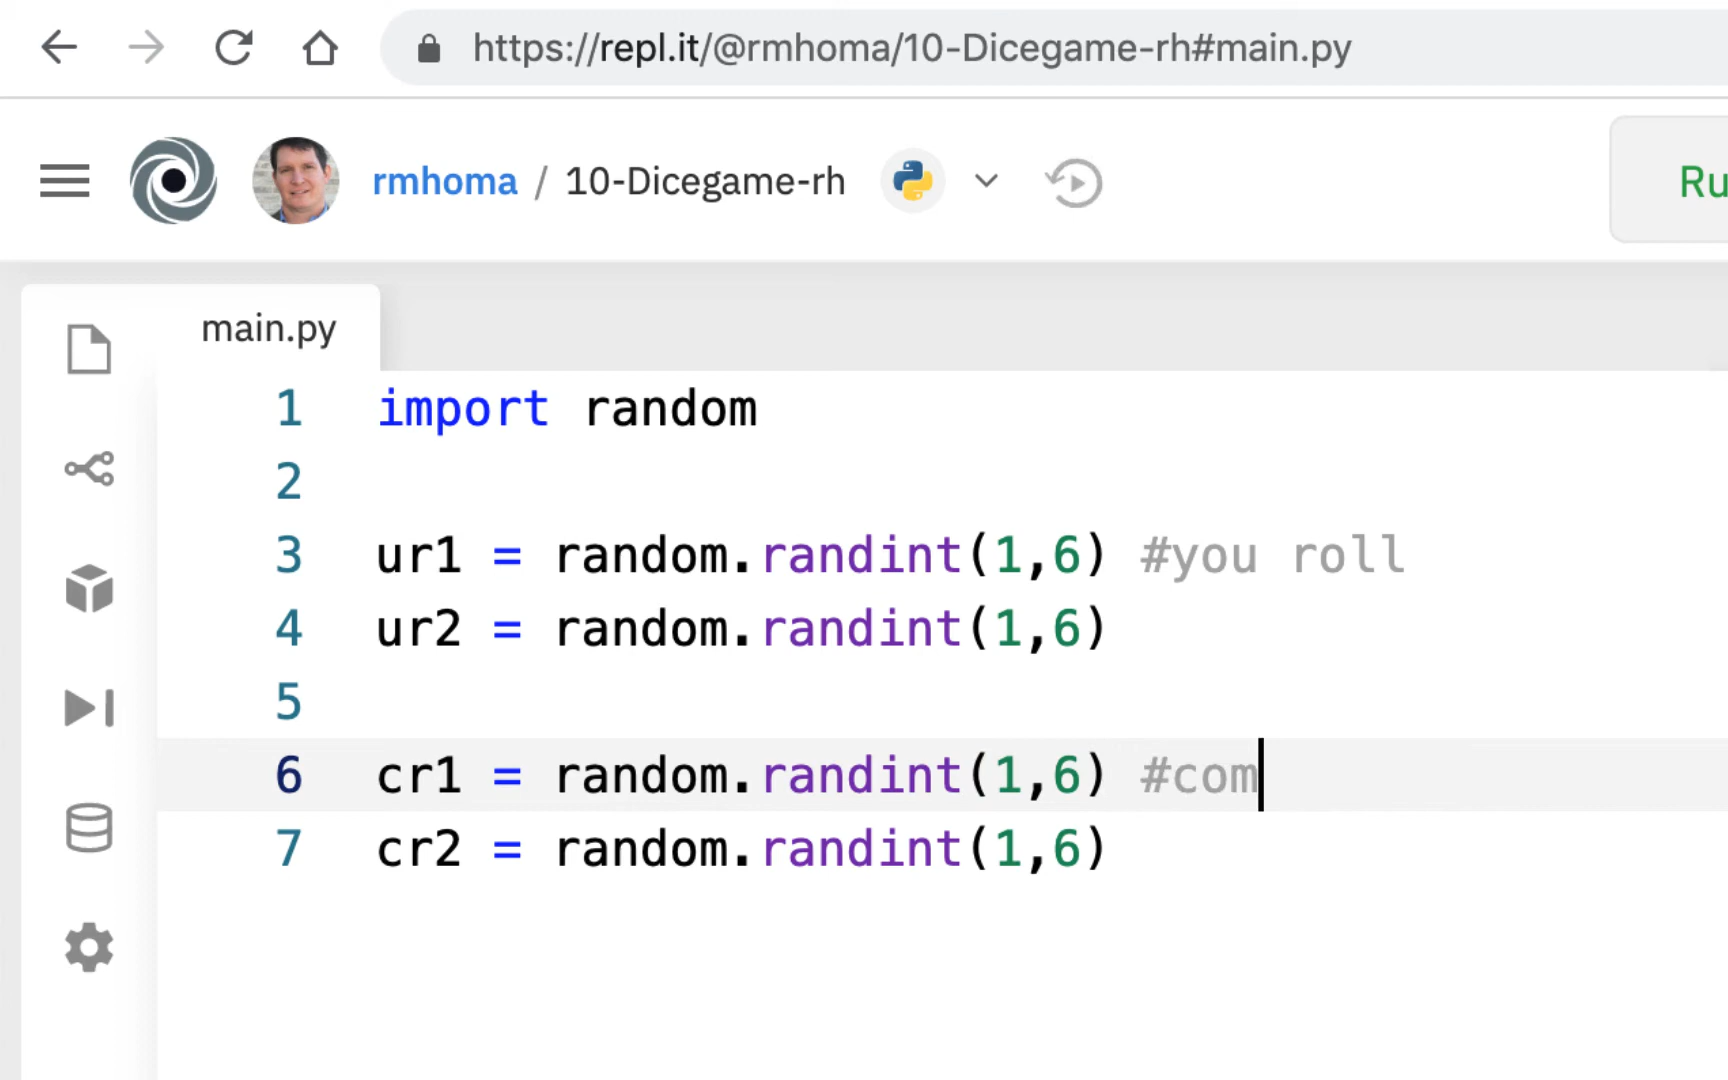 https://repl.it/@rmhoma/10-Dicegame-rh#main.py
rmhoma / 10-Dicegame-rh
Ru
main.py
1 import random
2
3 ur1 = random.randint(1,6) #you roll
4 ur2 = random.randint(1,6)
5
6 cr1 = random.randint(1,6) #com
7 cr2 = random.randint(1,6)